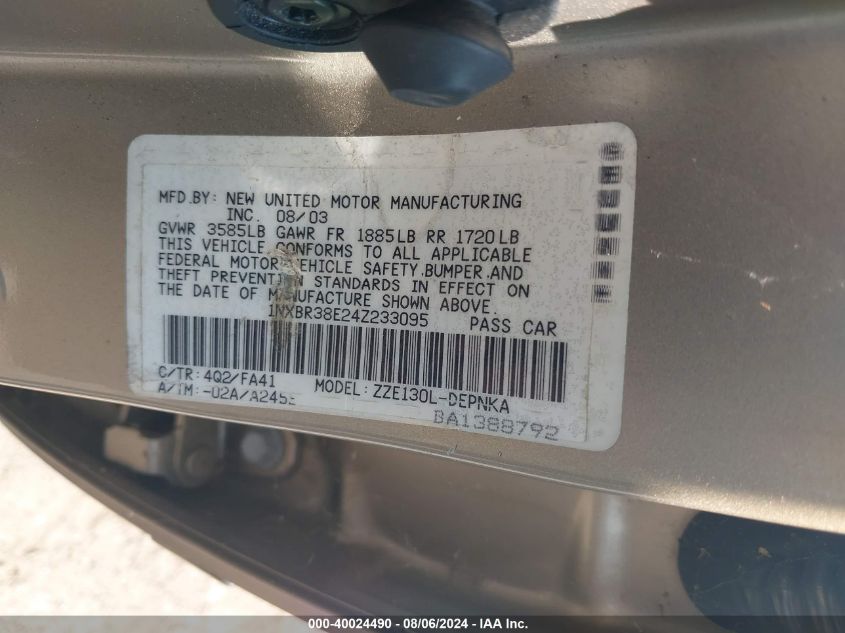 MFD.BY: NEW UNITED MOTOR MANUFACTURING
INC. 08/03
GVWR 3585LB GAWR FR 1885LB RR 1720LB
THIS VEHICLE CONFORMS TO ALL APPLICABLE
FEDERAL MOTOR VEHICLE SAFETY,BUMPER,AND
THEFT PREVENTION STANDARDS IN EFFECT ON
THE DATE OF MANUFACTURE SHOWN ABOVE.
1NXBR38E24Z233095 PASS CAR
C/TR: 4Q2/FA41 MODEL: ZZE130L-DEPNKA
A/TM: -02A/A245E
BA1388792
000-40024490 - 08/06/2024 - IAA Inc.